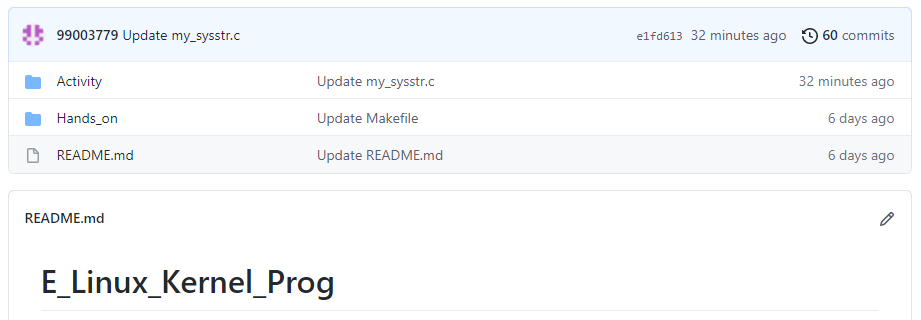 99003779 Update my_sysstr.c e1fd613 32 minutes ago 60 commits
Activity Update my_sysstr.c 32 minutes ago
Hands_on Update Makefile 6 days ago
README.md Update README.md 6 days ago
README.md
E_Linux_Kernel_Prog